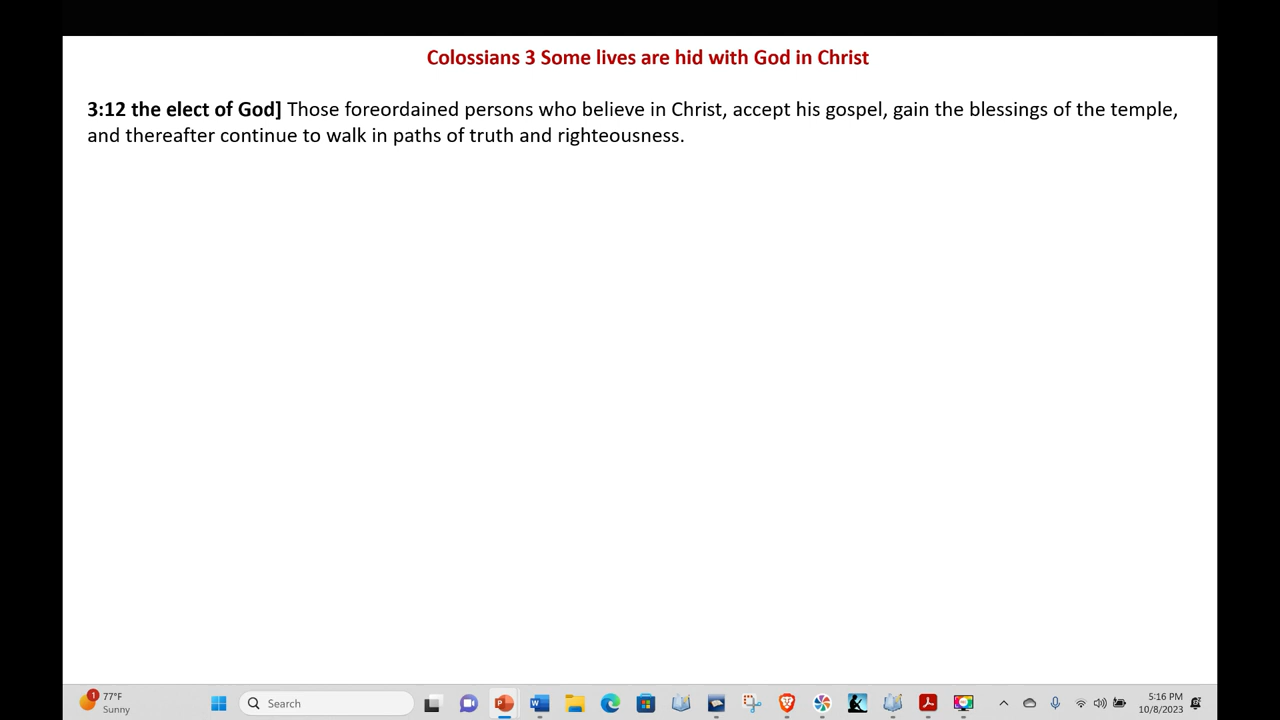 Colossians 3 Some lives are hid with God in Christ
3:12 the elect of God] Those foreordained persons who believe in Christ, accept his gospel, gain the blessings of the temple,
and thereafter continue to walk in paths of truth and righteousness.
1
77°F
Sunny
Search
5:16 PM
10/8/2023